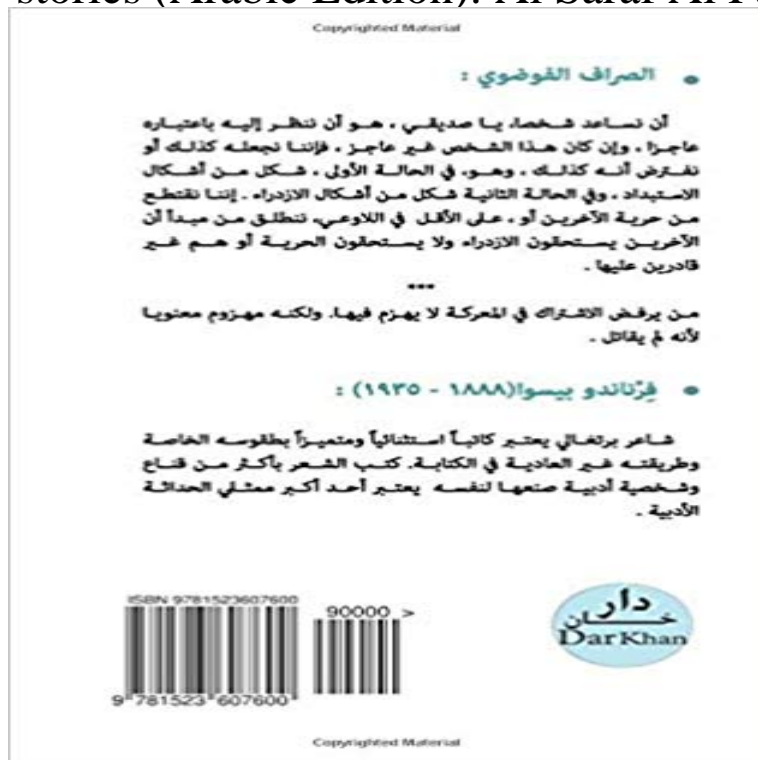 stories (Arabic Edition): Al Saraf Al F
Copyrighted Material
• الصراف الفوضوي :
أن نساعد شخصا، يا صديقي ، هو أن ننظر إليه باعتباره
عاجزا ، وإن كان هذا الشخص غير عاجز ، فإننا نجعله كذلك أو
نفترض أنه كذلك ، وهو، في الحالة الأولى ، شكل من أشكال
الاستبداد ، وفي الحالة الثانية شكل من أشكال الازدراء . إننا نقتطع
من حرية الآخرين أو ، على الأقل في اللاوعي، ننطلق من مبدأ أن
الآخرين يستحقون الازدراء ولا يستحقون الحرية أو هم غير
قادرين عليها .
***
من يرفض الاشتراك في المعركة لا يهزم فيها. ولكنه مهزوم معنويا
لأنه لم يقاتل .
• فرناندو بيسوا(١٨٨٨ - ١٩٣٥) :
شاعر برتغالي يعتبر كاتباً استثنائياً ومتميزاً بطقوسه الخاصة
وطريقته غير العادية في الكتابة. كتب الشعر بأكثر من قناع
وشخصية أدبية صنعها لنفسه يعتبر أحد أكبر ممثلي الحداثة
الأدبية .
ISBN 9781523607600
90000 >
9 781523 607600
دار
خان
Dar Khan
Copyrighted Material